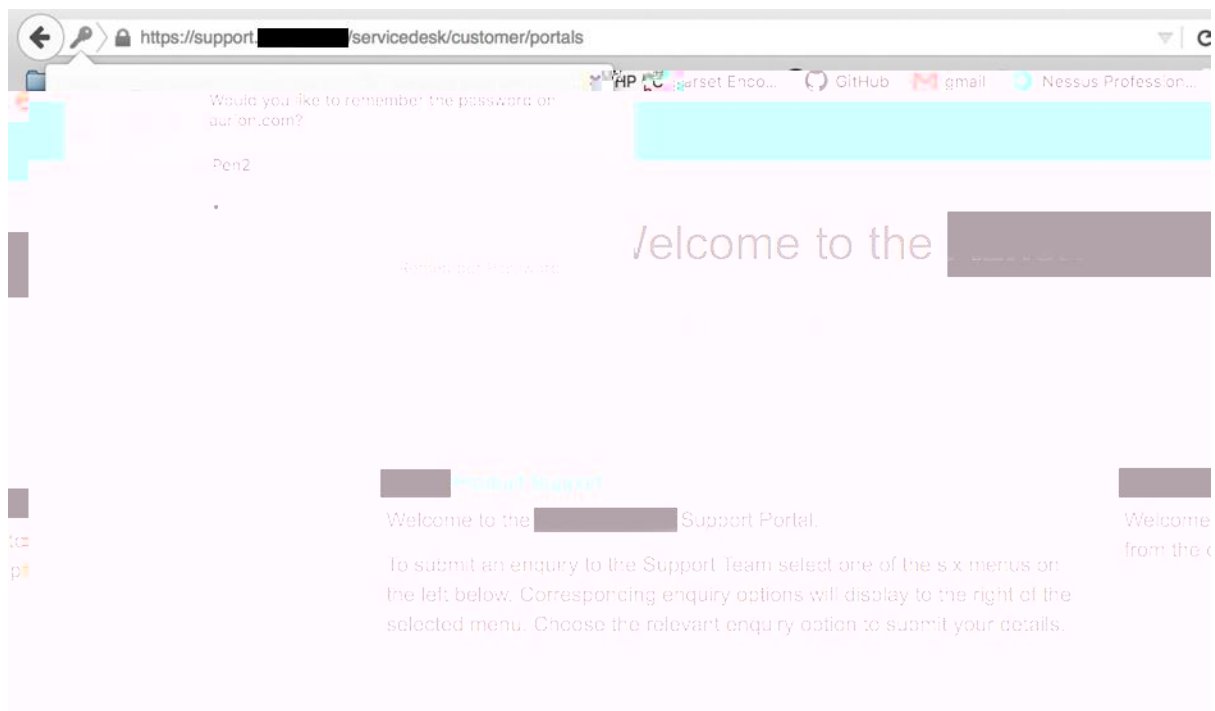 https://support. /servicedesk/customer/portals
HP arset Enco... GitHub gmail Nessus Profession...
Would you like to remember the password on
aurion.com?
Pen2
Remember Password
Welcome to the
Product Support
Welcome to the Support Portal.
Welcome
from the
To submit an enquiry to the Support Team select one of the six menus on
the left below. Corresponding enquiry options will display to the right of the
selected menu. Choose the relevant enquiry option to submit your details.